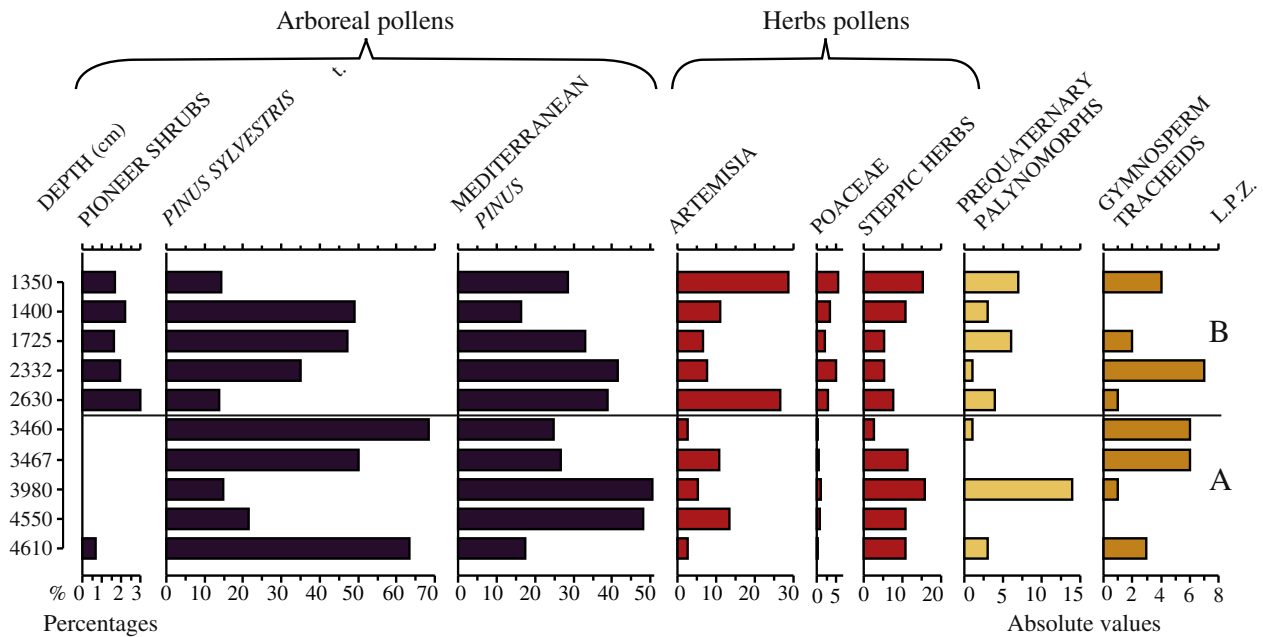 Arboreal pollens
Herbs pollens
DEPTH (cm)
PIONEER SHRUBS
PINUS SYLVESTRIS t.
MEDITERRANEAN
PINUS
ARTEMISIA
POACEAE
STEPPIC HERBS
PREQUATERNARY
PALYNOMORPHS
GYMNOSPERM
TRACHEIDS
L.P.Z.
1350
1400
1725
2332
2630
3460
3467
3980
4550
4610
B
A
% 0 1 2 3 0 10 20 30 40 50 60 70 0 10 20 30 40 50 0 10 20 30 0 5 0 10 20 0 5 10 15 0 2 4 6 8
Percentages
Absolute values